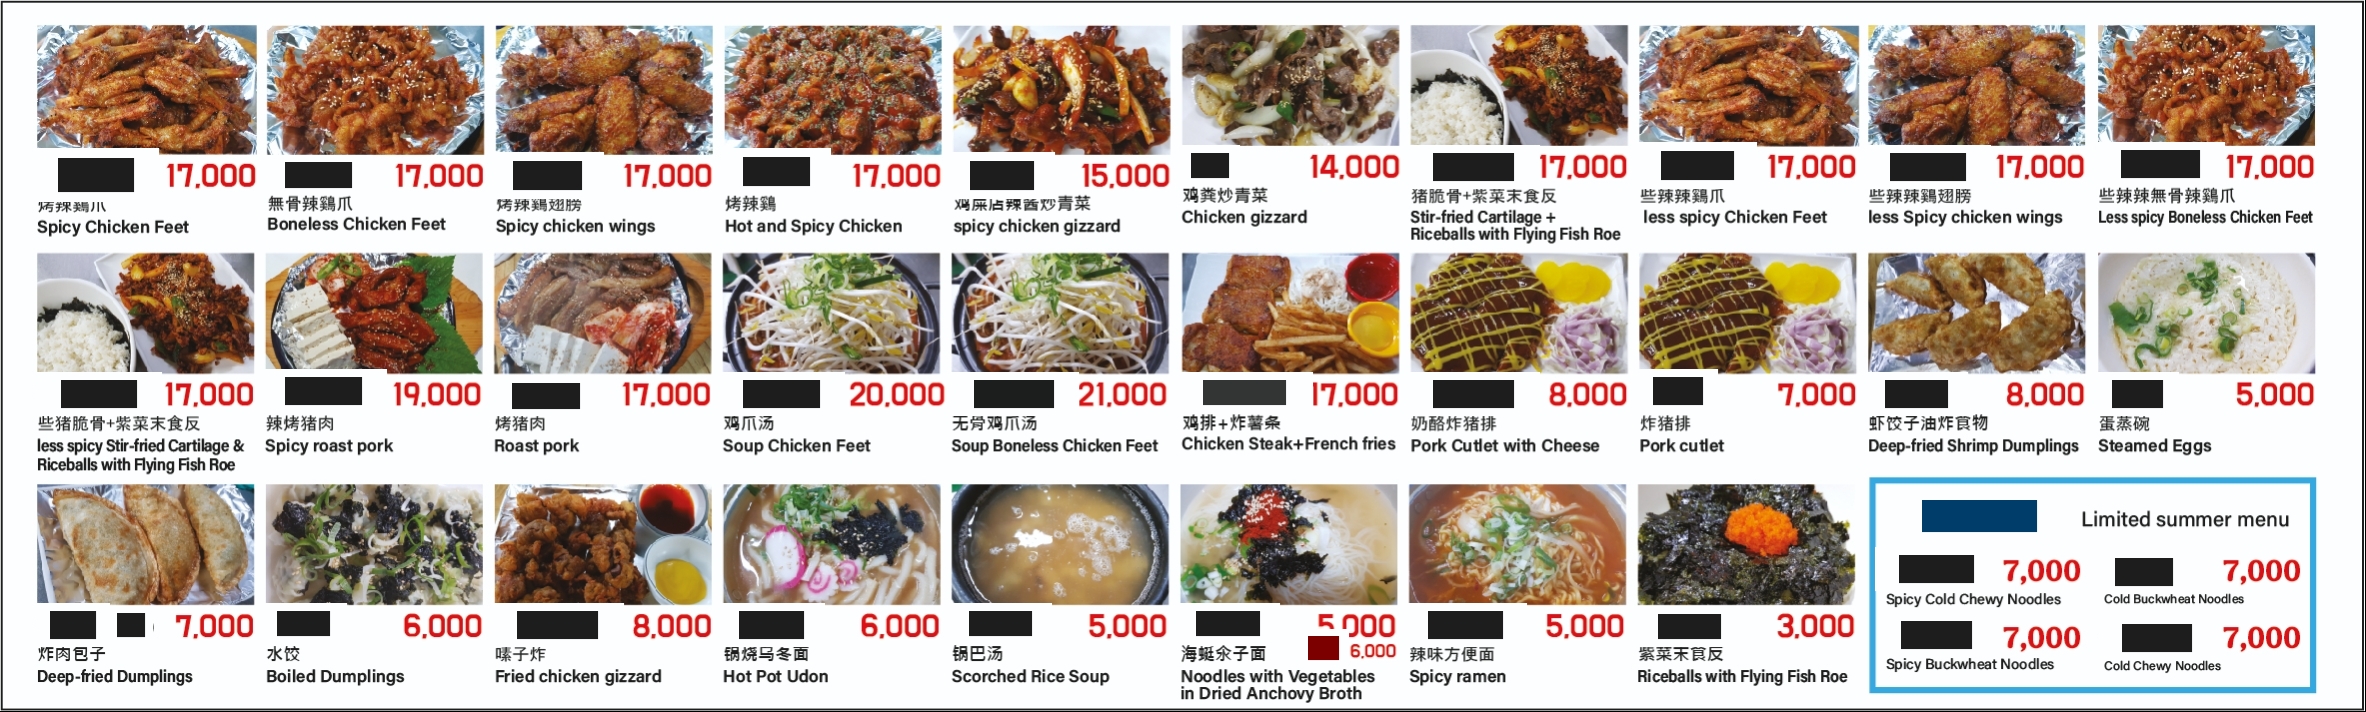 17,000
烤辣鷄爪
Spicy Chicken Feet
17,000
無骨辣鷄爪
Boneless Chicken Feet
17,000
烤辣鷄翅膀
Spicy chicken wings
17,000
烤辣鷄
Hot and Spicy Chicken
15,000
辣酱炒青菜
spicy chicken gizzard
14,000
鸡粪炒青菜
Chicken gizzard
17,000
猪脆骨+紫菜末食反
Stir-fried Cartilage +
Riceballs with Flying Fish Roe
17,000
些辣辣鷄爪
less spicy Chicken Feet
17,000
些辣辣鷄翅膀
less Spicy chicken wings
17,000
些辣辣無骨辣鷄爪
Less spicy Boneless Chicken Feet
17,000
些猪脆骨+紫菜末食反
less spicy Stir-fried Cartilage &
Riceballs with Flying Fish Roe
19,000
辣烤猪肉
Spicy roast pork
17,000
烤猪肉
Roast pork
20,000
鸡爪汤
Soup Chicken Feet
21,000
无骨鸡爪汤
Soup Boneless Chicken Feet
17,000
鸡排+炸薯条
Chicken Steak+French fries
8,000
奶酪炸猪排
Pork Cutlet with Cheese
7,000
炸猪排
Pork cutlet
8,000
虾饺子油炸食物
Deep-fried Shrimp Dumplings
5,000
蛋蒸碗
Steamed Eggs
7,000
炸肉包子
Deep-fried Dumplings
6,000
水饺
Boiled Dumplings
8,000
嗉子炸
Fried chicken gizzard
6,000
锅烧乌冬面
Hot Pot Udon
5,000
锅巴汤
Scorched Rice Soup
5,000
6,000
海蜓汆子面
Noodles with Vegetables
in Dried Anchovy Broth
5,000
辣味方便面
Spicy ramen
3,000
紫菜末食反
Riceballs with Flying Fish Roe
Limited summer menu
7,000
Spicy Cold Chewy Noodles
7,000
Cold Buckwheat Noodles
7,000
Spicy Buckwheat Noodles
7,000
Cold Chewy Noodles